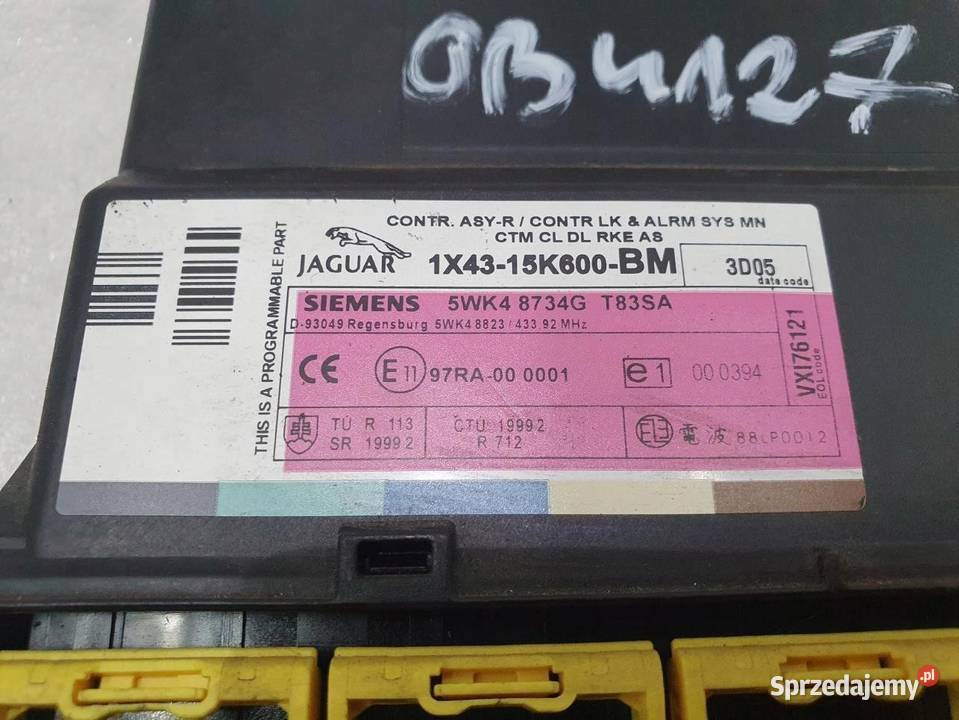 OB4127
CONTR. ASY-R / CONTR LK & ALRM SYS MN
CTM CL DL RKE AS
JAGUAR 1X43-15K600-BM 3D05
date code
THIS IS A PROGRAMMABLE PART
SIEMENS 5WK4 8734G T83SA
D-93049 Regensburg 5WK4 8823 / 433 92 MHz
CE E 11 97RA-00 0001 e1 000394
VXI76121
EOL code
TÜ R 113
SR 1999 2
CTU 1999 2
R 712
電波 88LP0012
Sprzedajemy.pl